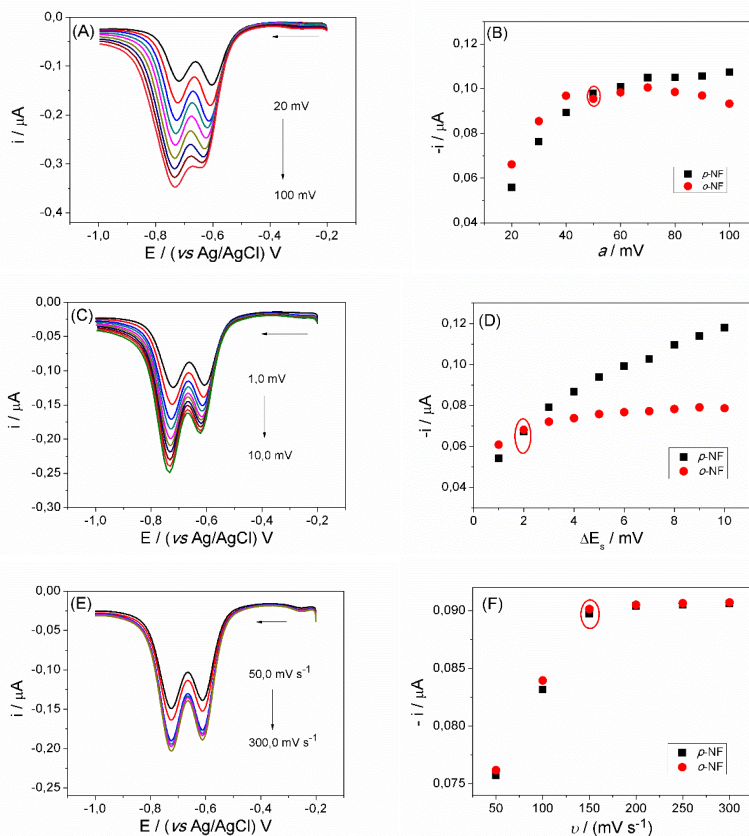 (A)
0,0
-0,1
-0,2
-0,3
-0,4
i / μA
20 mV
100 mV
-1,0 -0,8 -0,6 -0,4 -0,2
E / (vs Ag/AgCl) V
(B)
0,12
0,10
0,08
0,06
0,04
-i / μA
p-NF
o-NF
20 40 60 80 100
a / mV
(C)
0,00
-0,05
-0,10
-0,15
-0,20
-0,25
-0,30
i / μA
1,0 mV
10,0 mV
-1,0 -0,8 -0,6 -0,4 -0,2
E / (vs Ag/AgCl) V
(D)
0,12
0,10
0,08
0,06
0,04
-i / μA
p-NF
o-NF
1 2 3 4 5 6 7 8 9 10
ΔEs / mV
(E)
0,00
-0,05
-0,10
-0,15
-0,20
-0,25
i / μA
50,0 mV s⁻¹
300,0 mV s⁻¹
-1,0 -0,8 -0,6 -0,4 -0,2
E / (vs Ag/AgCl) V
(F)
0,090
0,085
0,080
0,075
- i / μA
p-NF
o-NF
50 100 150 200 250 300
υ / (mV s⁻¹)